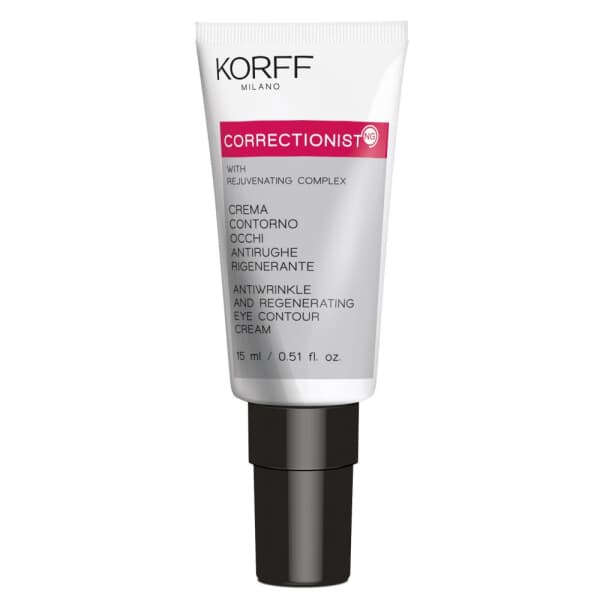 KORFF
MILANO
CORRECTIONIST NG
WITH
REJUVENATING COMPLEX
CREMA
CONTORNO
OCCHI
ANTIRUGHE
RIGENERANTE
ANTIWRINKLE
AND REGENERATING
EYE CONTOUR
CREAM
15 ml / 0.51 fl. oz.